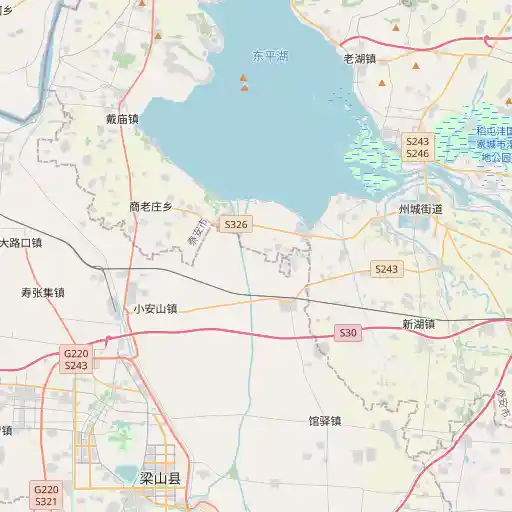 东平湖
老湖镇
戴庙镇
S243
S246
稻屯洼国
家城市湿
地公园
商老庄乡
州城街道
S326
泰安市
大路口镇
S243
寿张集镇
小安山镇
新湖镇
S30
G220
S243
泰安市
馆驿镇
梁山县
G220
S321